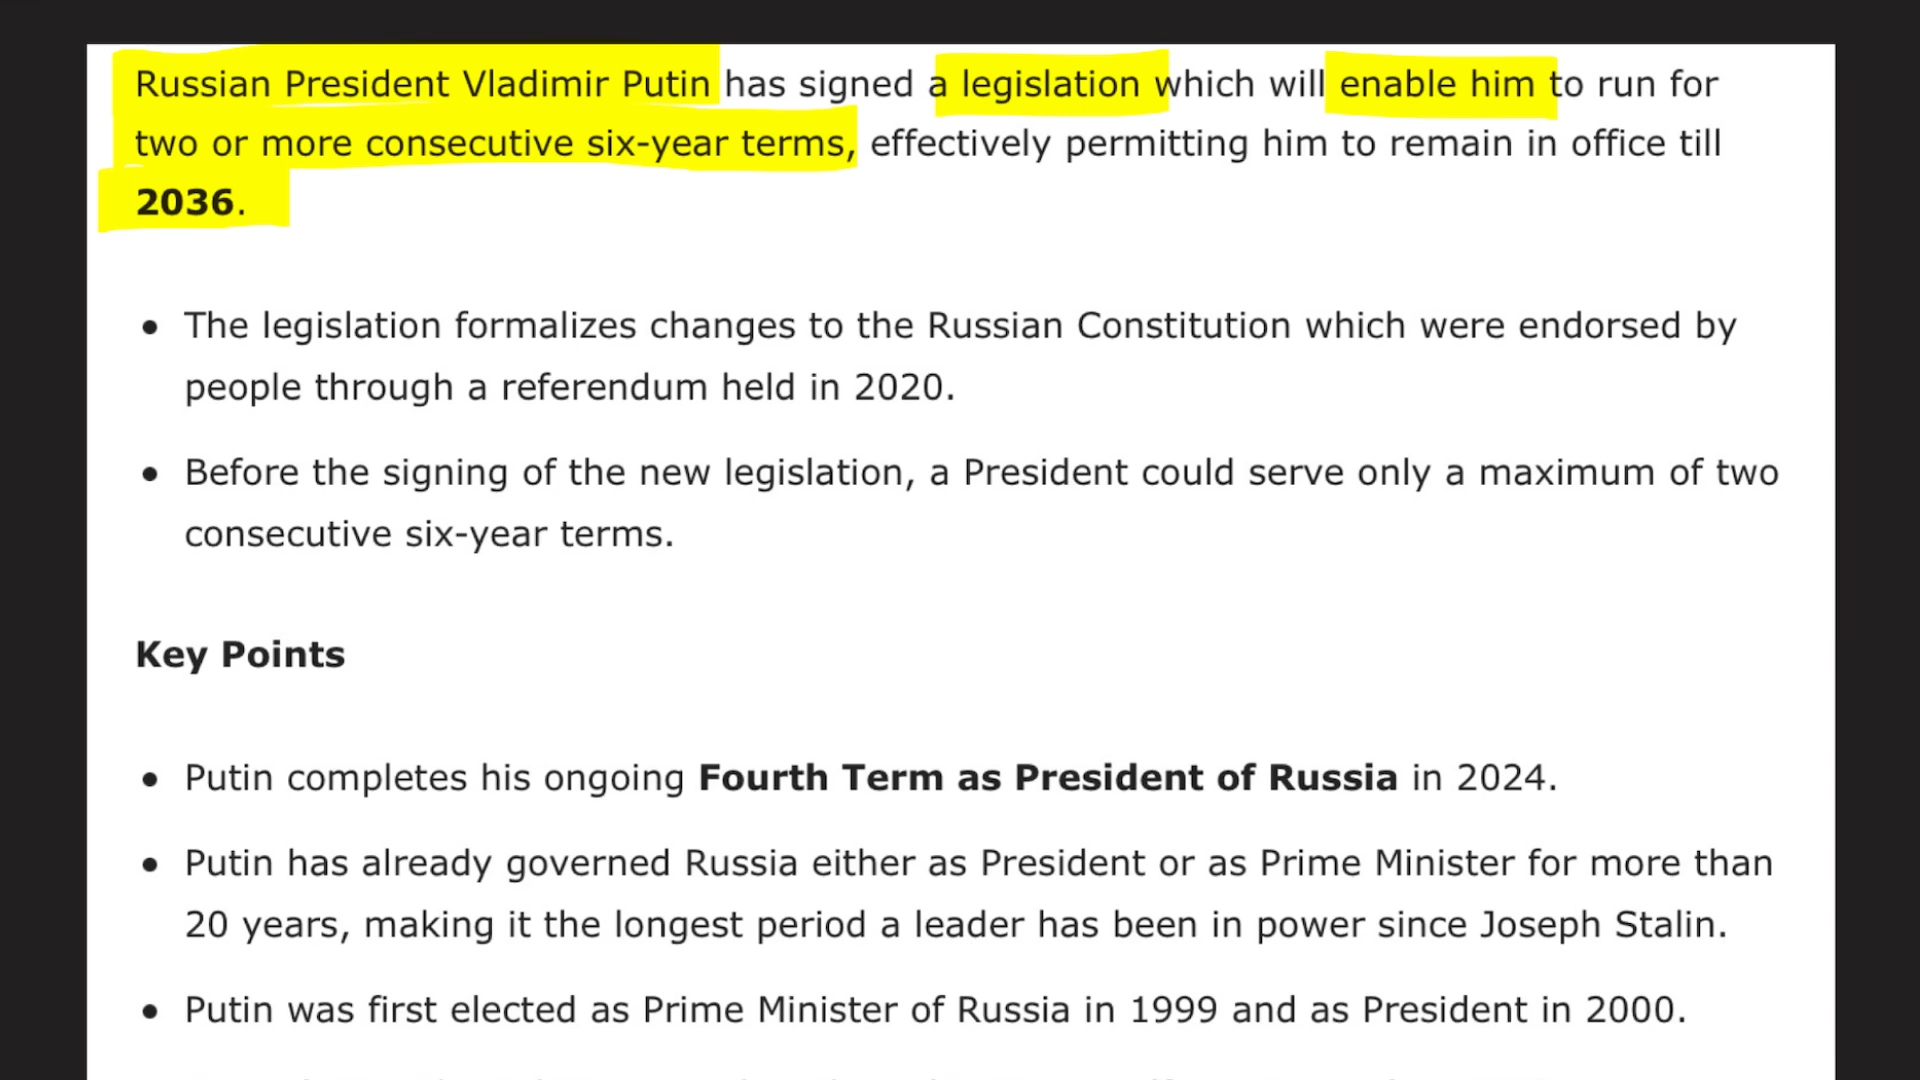 Russian President Vladimir Putin has signed a legislation which will enable him to run for
two or more consecutive six-year terms, effectively permitting him to remain in office till
2036.
• The legislation formalizes changes to the Russian Constitution which were endorsed by
people through a referendum held in 2020.
• Before the signing of the new legislation, a President could serve only a maximum of two
consecutive six-year terms.
Key Points
• Putin completes his ongoing Fourth Term as President of Russia in 2024.
• Putin has already governed Russia either as President or as Prime Minister for more than
20 years, making it the longest period a leader has been in power since Joseph Stalin.
• Putin was first elected as Prime Minister of Russia in 1999 and as President in 2000.